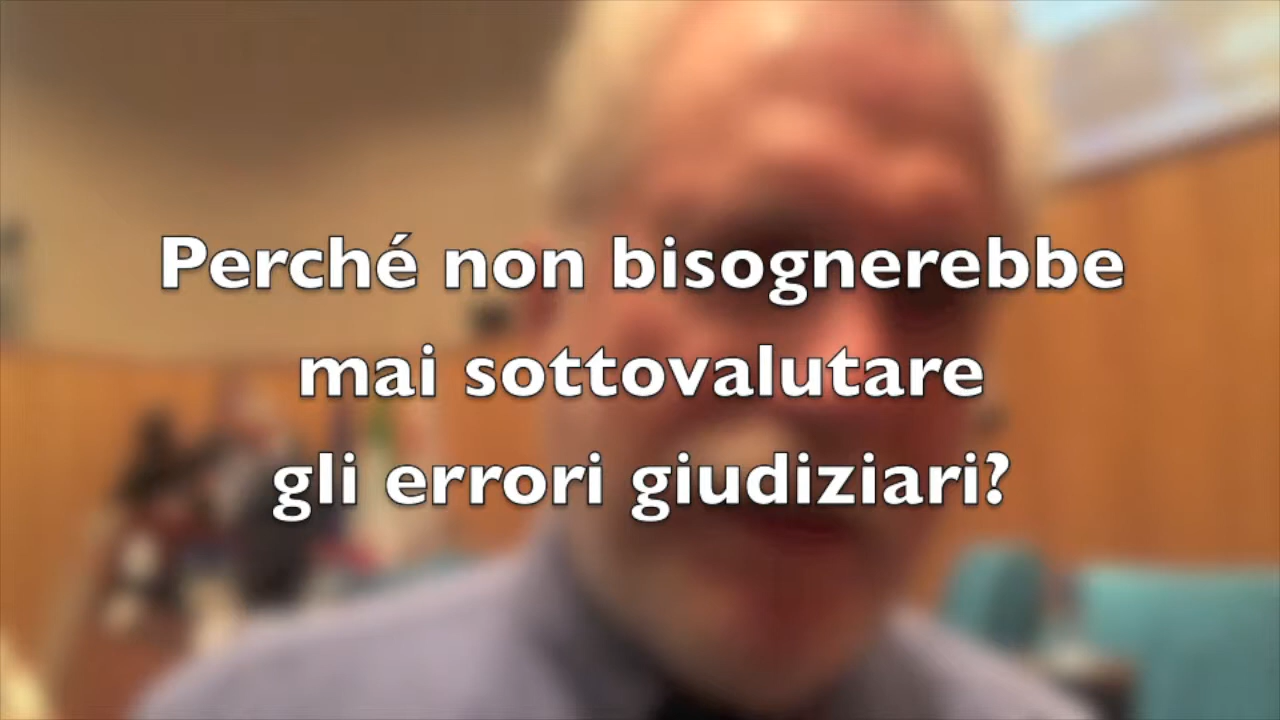 Perché non bisognerebbe
mai sottovalutare
gli errori giudiziari?